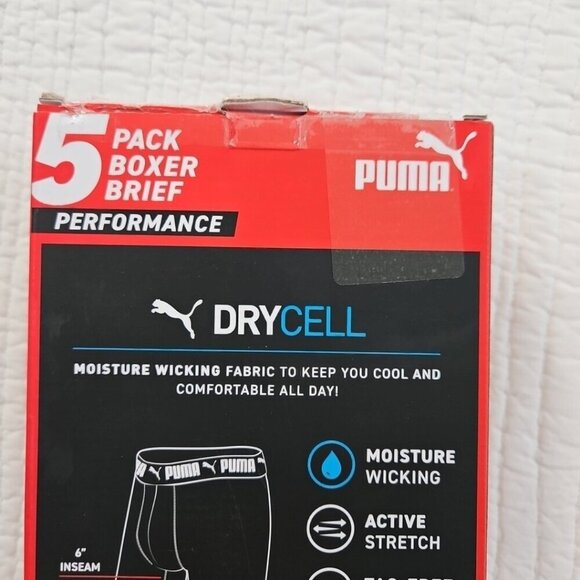 5 PACK
BOXER
BRIEF
PUMA
PERFORMANCE
DRYCELL
MOISTURE WICKING FABRIC TO KEEP YOU COOL AND
COMFORTABLE ALL DAY!
PUMA PUMA
MOISTURE
WICKING
ACTIVE
STRETCH
6"
INSEAM